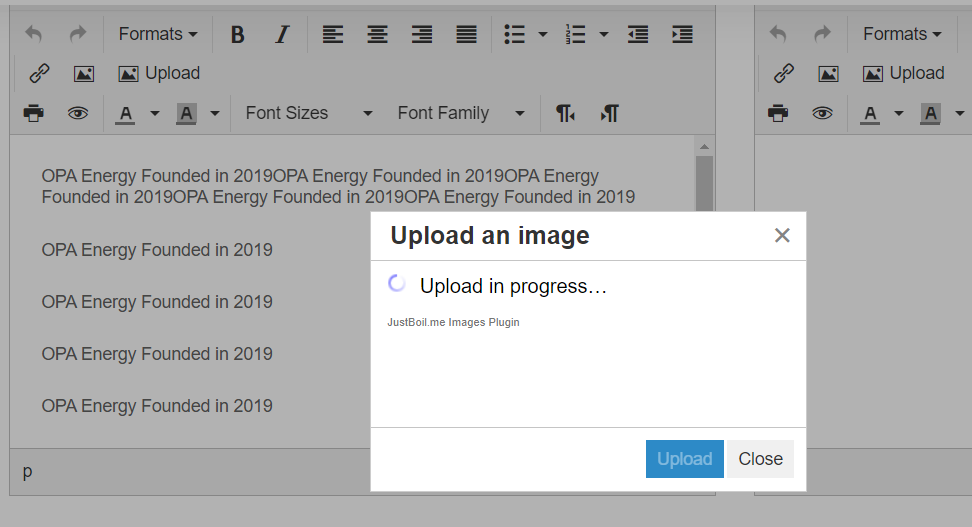 Formats B I
Upload
A A Font Sizes Font Family
OPA Energy Founded in 2019OPA Energy Founded in 2019OPA Energy
Founded in 2019OPA Energy Founded in 2019OPA Energy Founded in 2019
OPA Energy Founded in 2019
OPA Energy Founded in 2019
OPA Energy Founded in 2019
OPA Energy Founded in 2019
p
Formats
Upload
A A
Upload an image
Upload in progress...
JustBoil.me Images Plugin
Upload Close